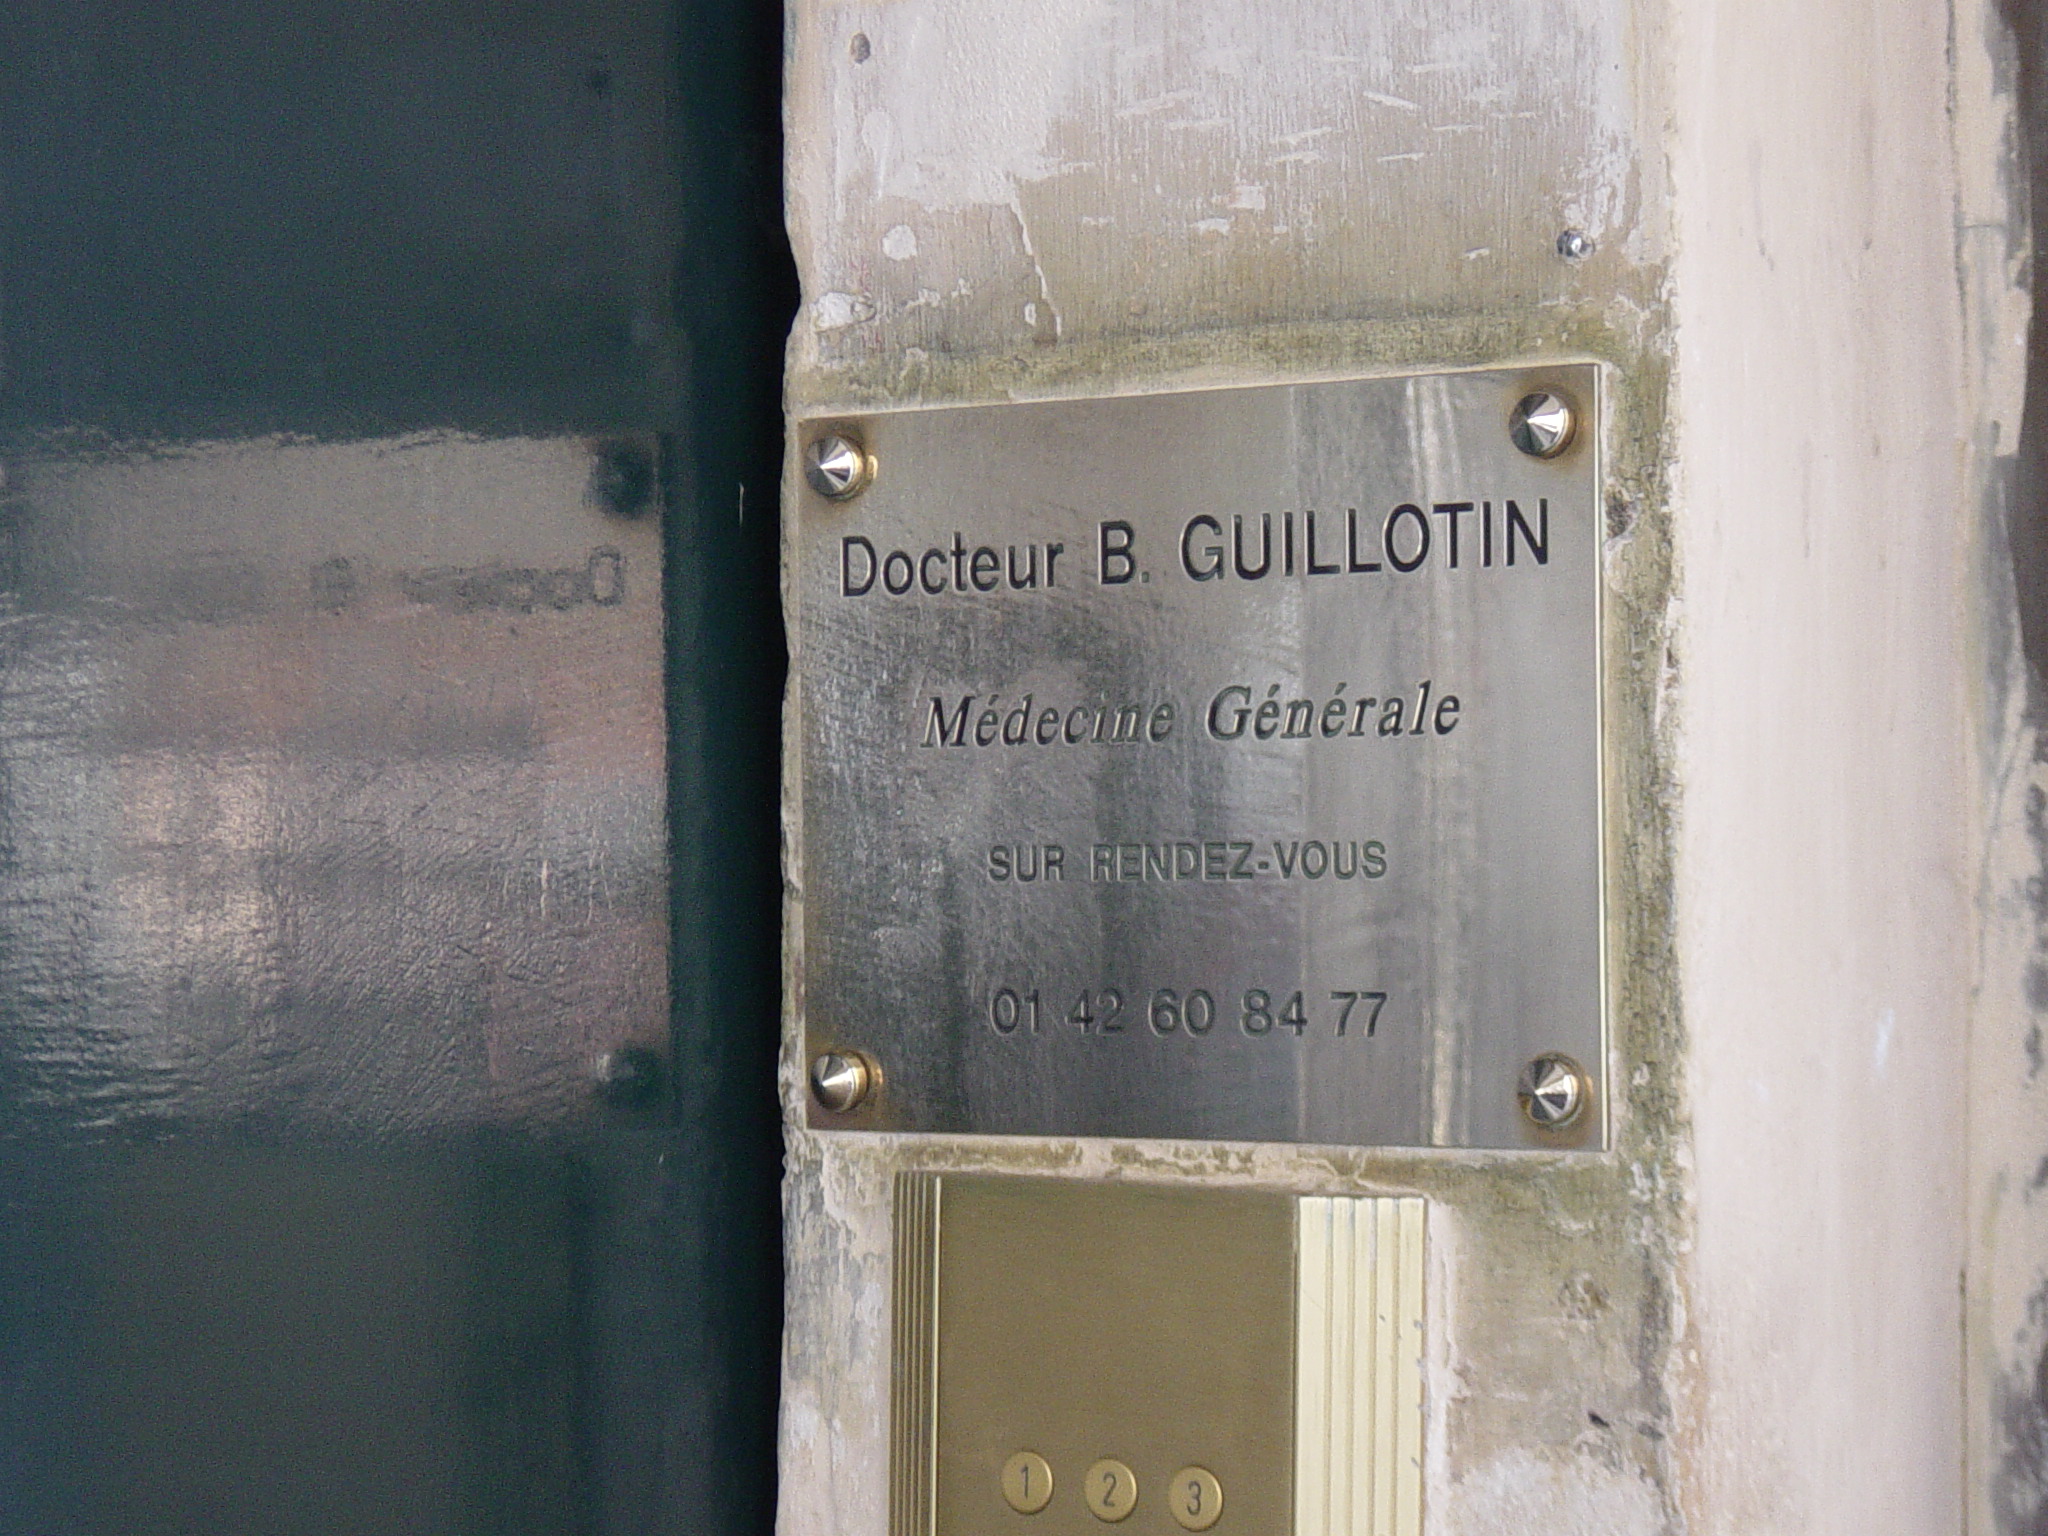 Docteur B. GUILLOTIN
Médecine Générale
SUR RENDEZ-VOUS
01 42 60 84 77
1 2 3